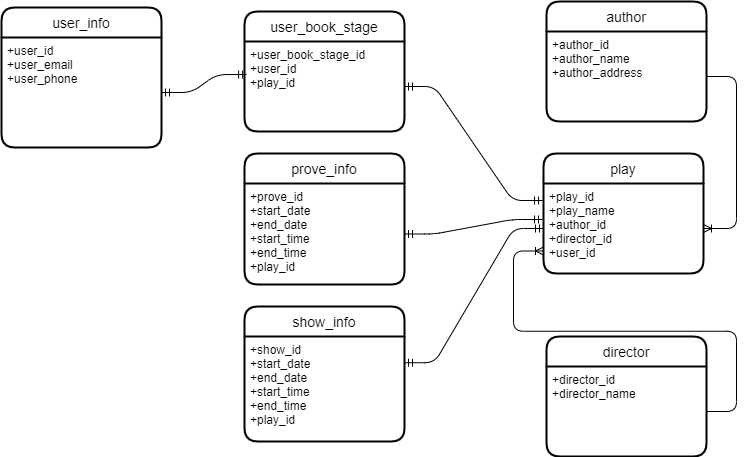 user_info
+user_id
+user_email
+user_phone
user_book_stage
+user_book_stage_id
+user_id
+play_id
author
+author_id
+author_name
+author_address
prove_info
+prove_id
+start_date
+end_date
+start_time
+end_time
+play_id
play
+play_id
+play_name
+author_id
+director_id
+user_id
show_info
+show_id
+start_date
+end_date
+start_time
+end_time
+play_id
director
+director_id
+director_name